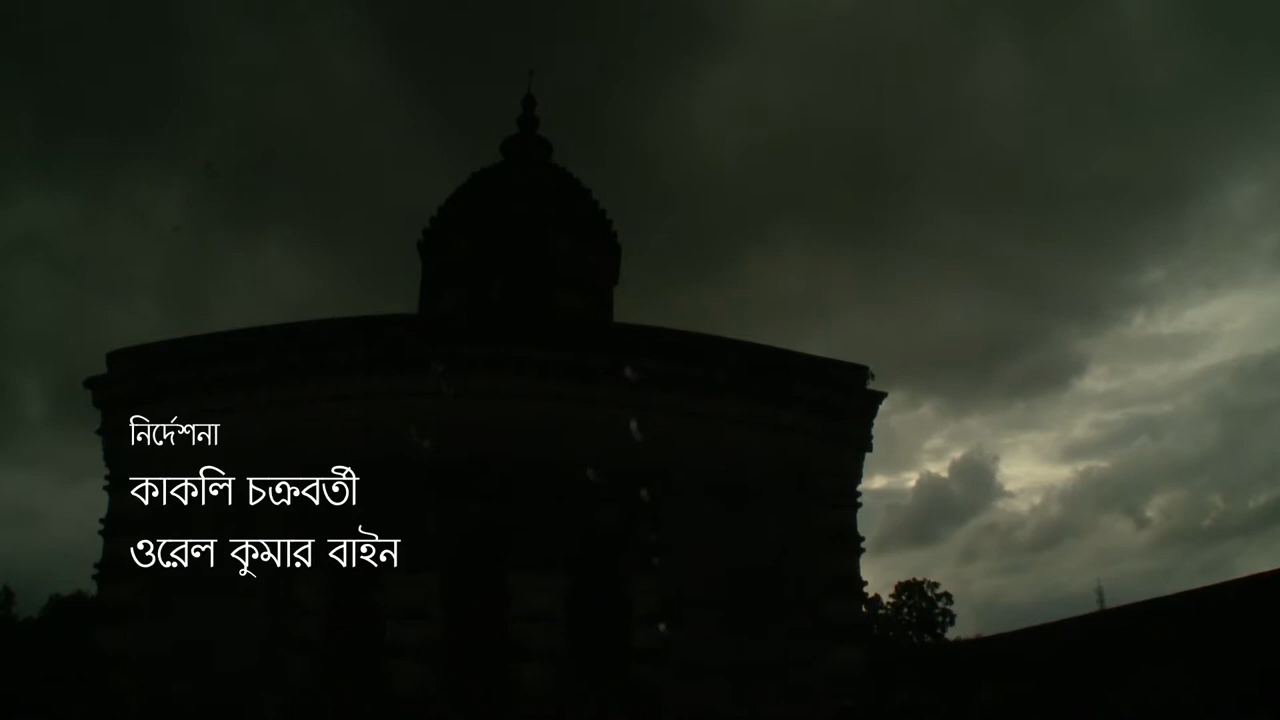 নির্দেশনা
কাকলি চক্রবর্তী
ওরেল কুমার বাইন